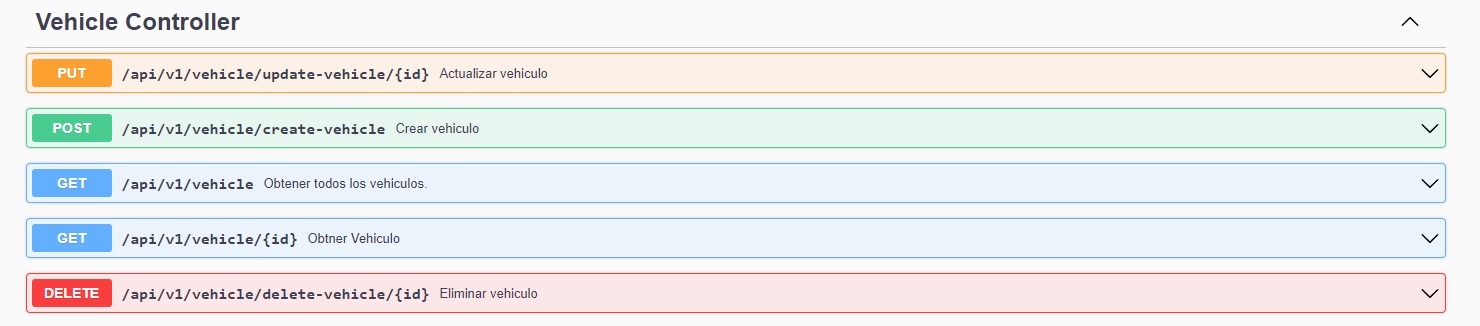 Vehicle Controller
PUT /api/v1/vehicle/update-vehicle/{id} Actualizar vehiculo
POST /api/v1/vehicle/create-vehicle Crear vehiculo
GET /api/v1/vehicle Obtener todos los vehiculos.
GET /api/v1/vehicle/{id} Obtner Vehiculo
DELETE /api/v1/vehicle/delete-vehicle/{id} Eliminar vehiculo